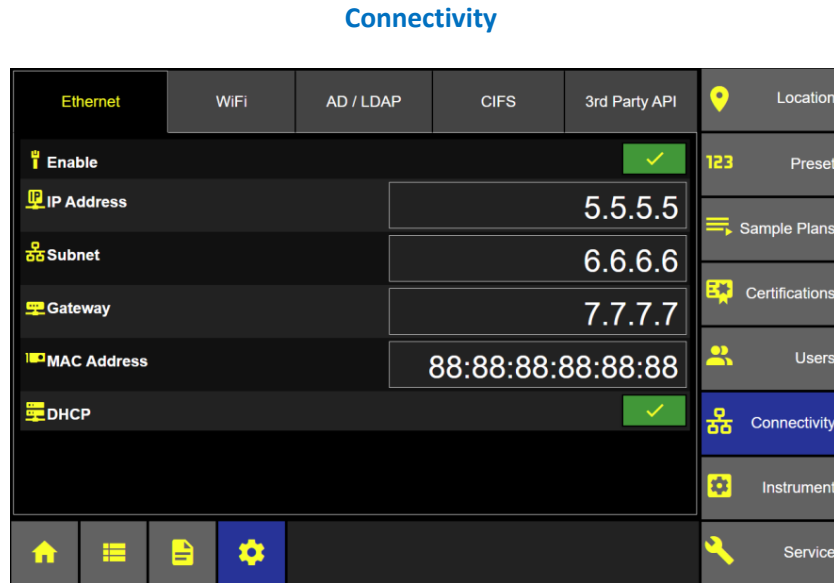 Connectivity
Ethernet
WiFi
AD / LDAP
CIFS
3rd Party API
Enable
IP
IP Address
5.5.5.5
Subnet
6.6.6.6
Gateway
7.7.7.7
MAC Address
88:88:88:88:88:88
DHCP
Location
123
Preset
Sample Plans
Certifications
Users
Connectivity
Instrument
Service